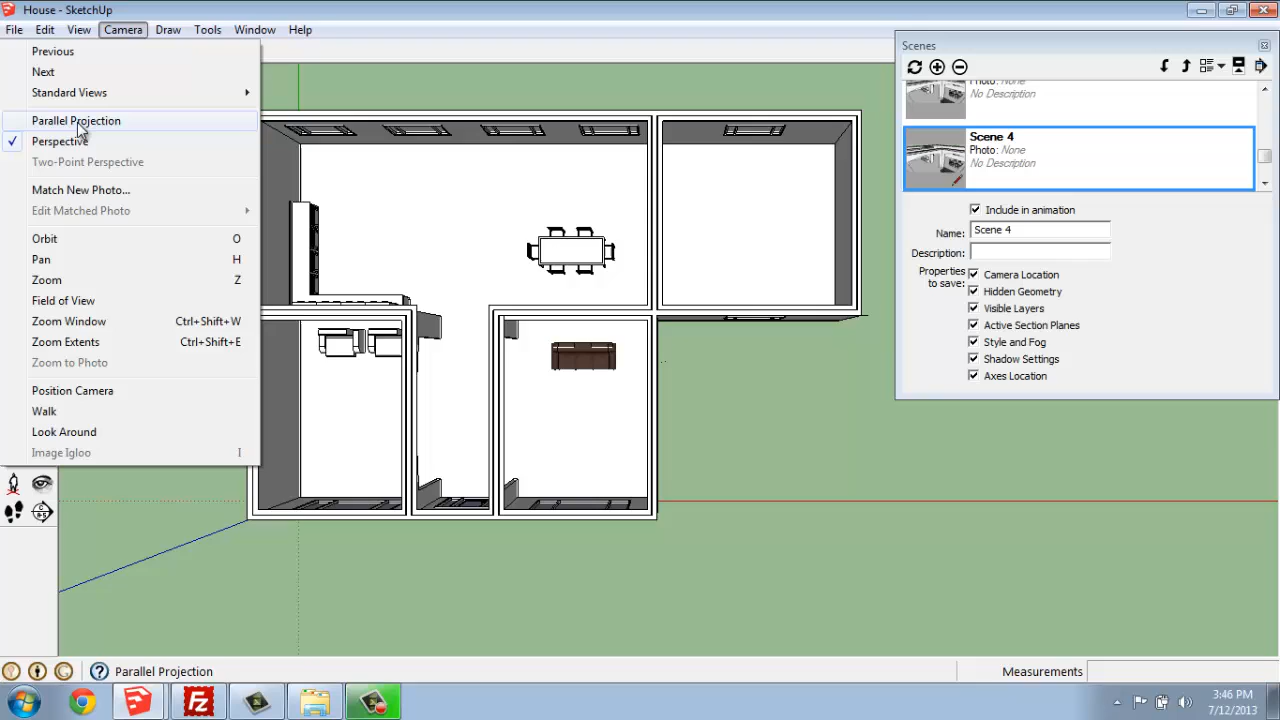 House - SketchUp
File Edit View Camera Draw Tools Window Help
Previous
Next
Standard Views
Parallel Projection
Perspective
Two-Point Perspective
Match New Photo...
Edit Matched Photo
Orbit O
Pan H
Zoom Z
Field of View
Zoom Window Ctrl+Shift+W
Zoom Extents Ctrl+Shift+E
Zoom to Photo
Position Camera
Walk
Look Around
Image Igloo I
Scenes
Photo: None
No Description
Scene 4
Photo: None
No Description
Include in animation
Name: Scene 4
Description:
Properties to save:
Camera Location
Hidden Geometry
Visible Layers
Active Section Planes
Style and Fog
Shadow Settings
Axes Location
Parallel Projection
Measurements
3:46 PM
7/12/2013